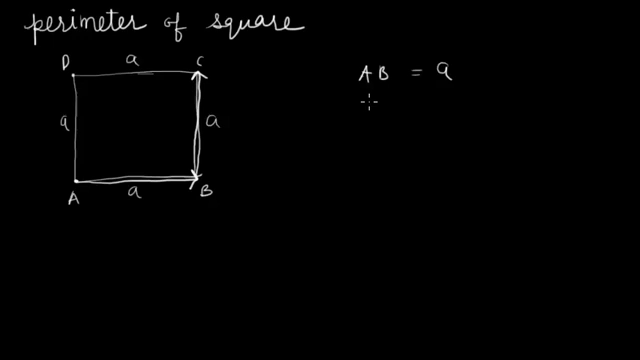 perimeter of square
D a C
AB = a
a a
a
A B